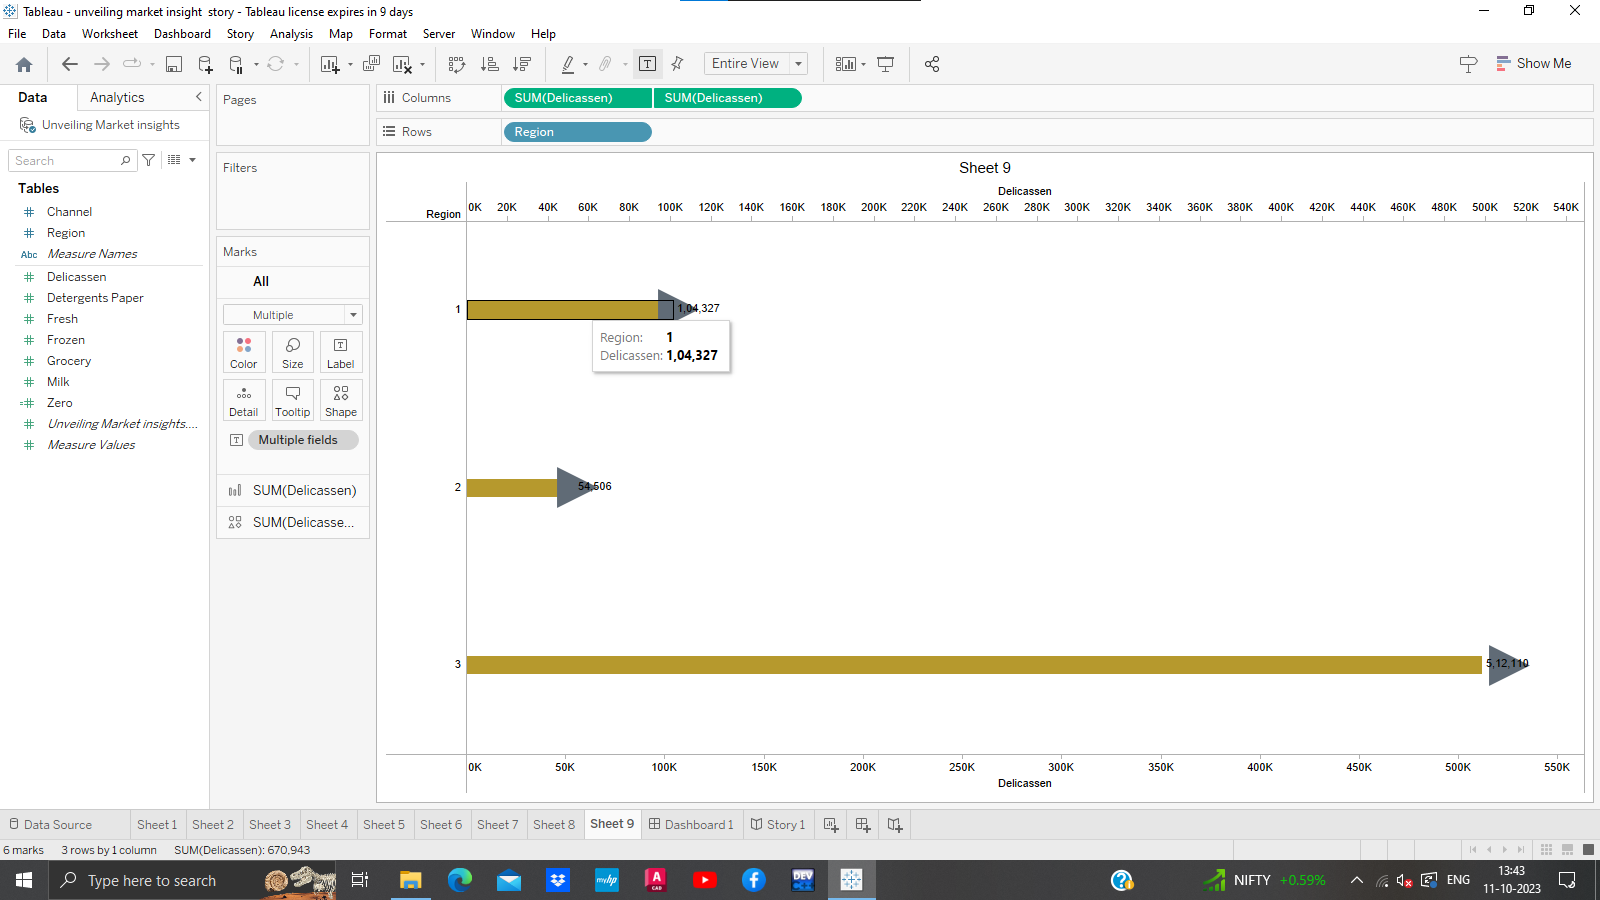 Tableau - unveiling market insight  story - Tableau license expires in 9 days
File Data Worksheet Dashboard Story Analysis Map Format Server Window Help
Entire View
Show Me
Data Analytics
Unveiling Market insights
Search
Tables
Channel
Region
Abc Measure Names
Delicassen
Detergents Paper
Fresh
Frozen
Grocery
Milk
Zero
Unveiling Market insights....
Measure Values
Pages
Filters
Marks
All
Multiple
Color Size Label
Detail Tooltip Shape
Multiple fields
SUM(Delicassen)
SUM(Delicasse...
Columns SUM(Delicassen) SUM(Delicassen)
Rows Region
Sheet 9
Delicassen
Region 0K 20K 40K 60K 80K 100K 120K 140K 160K 180K 200K 220K 240K 260K 280K 300K 320K 340K 360K 380K 400K 420K 440K 460K 480K 500K 520K 540K
1 1,04,327
Region: 1
Delicassen: 1,04,327
2 54,506
3 5,12,110
0K 50K 100K 150K 200K 250K 300K 350K 400K 450K 500K 550K
Delicassen
Data Source Sheet 1 Sheet 2 Sheet 3 Sheet 4 Sheet 5 Sheet 6 Sheet 7 Sheet 8 Sheet 9 Dashboard 1 Story 1
6 marks 3 rows by 1 column SUM(Delicassen): 670,943
Type here to search
myhp
A
CAD
DEV
NIFTY +0.59%
ENG
13:43
11-10-2023